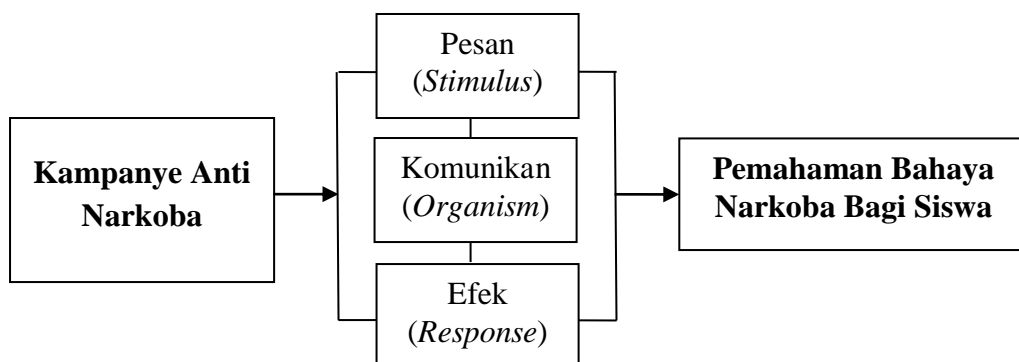 Kampanye Anti
Narkoba
Pesan
(Stimulus)
Komunikan
(Organism)
Efek
(Response)
Pemahaman Bahaya
Narkoba Bagi Siswa